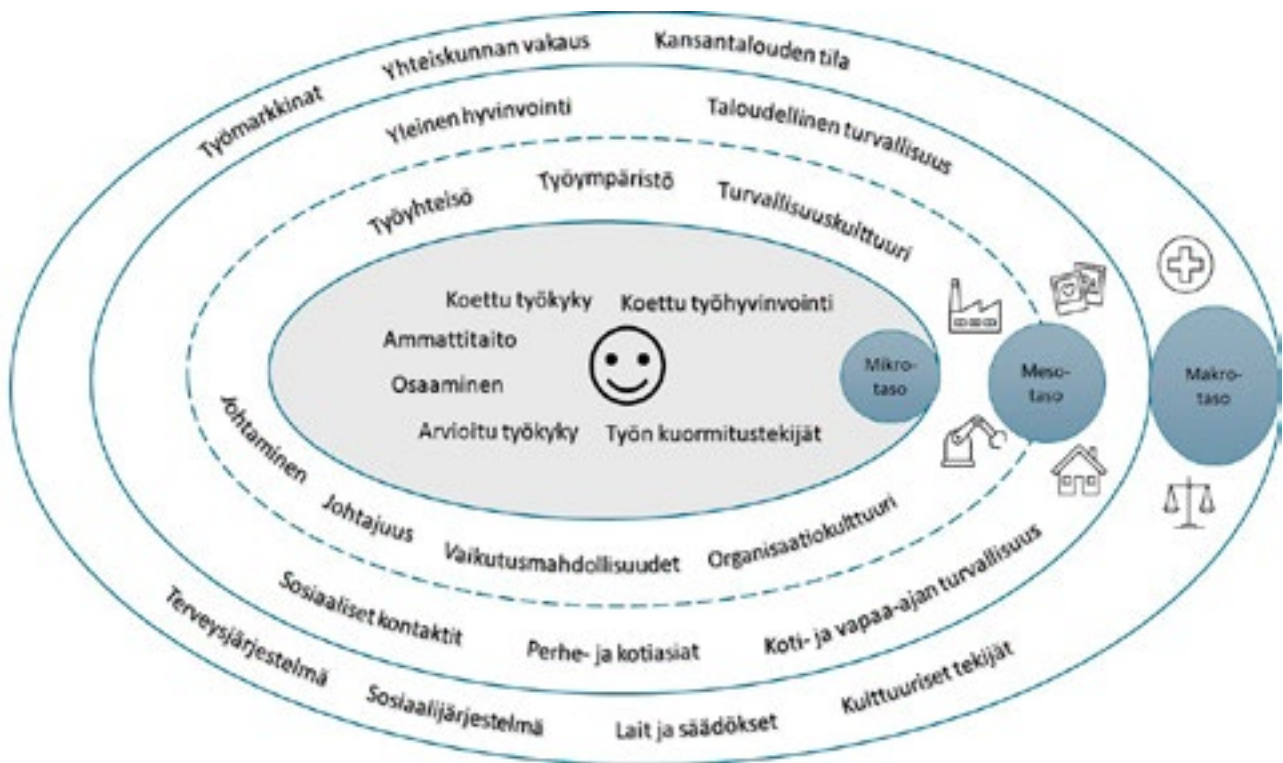 Työmarkkinat
Yhteiskunnan vakaus
Kansantalouden tila
Yleinen hyvinvointi
Taloudellinen turvallisuus
Työyhteisö
Työympäristö
Turvallisuuskulttuuri
Koettu työkyky
Koettu työhyvinvointi
Ammattitaito
Osaaminen
Arvioitu työkyky
Työn kuormitustekijät
Mikro-
taso
Meso-
taso
Makro-
taso
Johtaminen
Johtajuus
Vaikutusmahdollisuudet
Organisaatiokulttuuri
Sosiaaliset kontaktit
Perhe- ja kotiasiat
Koti- ja vapaa-ajan turvallisuus
Terveysjärjestelmä
Sosiaalijärjestelmä
Lait ja säädökset
Kulttuuriset tekijät